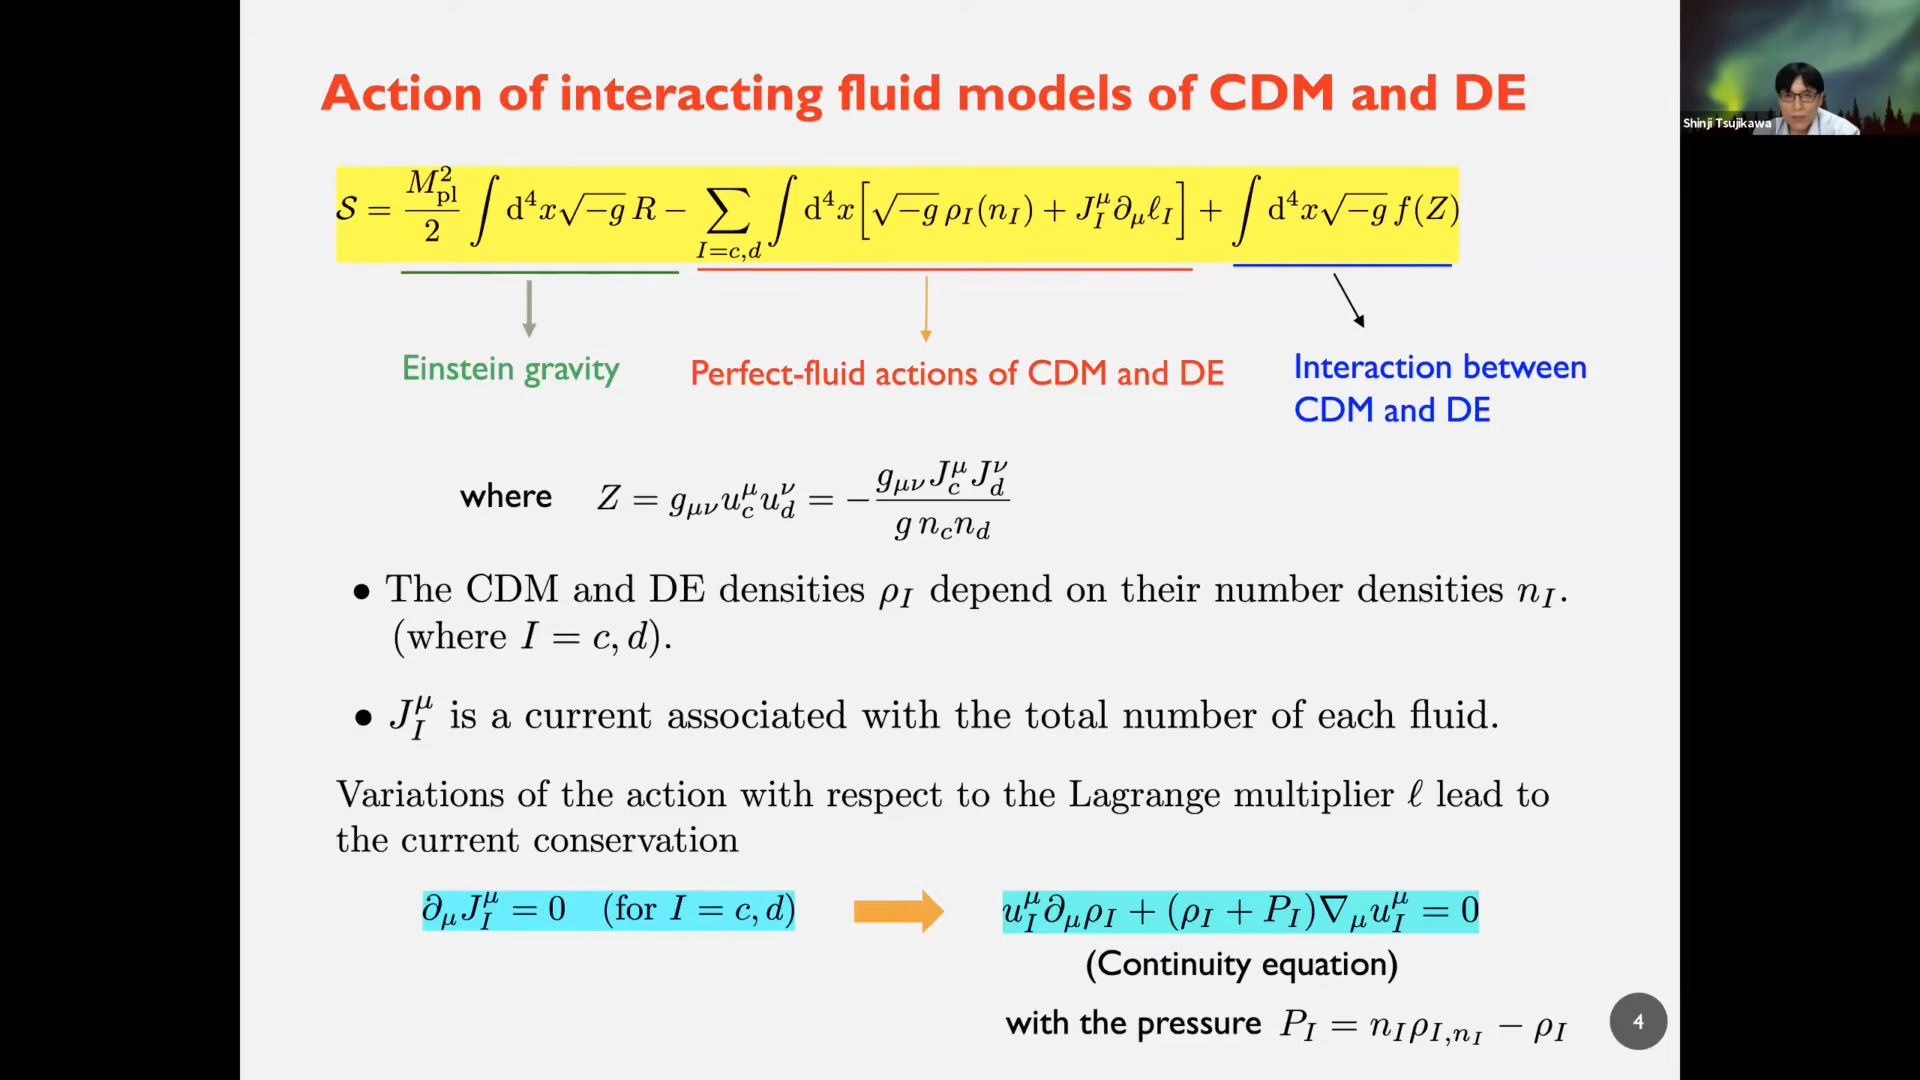 Action of interacting fluid models of CDM and DE
Shinji Tsujikawa
$\mathcal{S} = \frac{M_{\rm pl}^2}{2} \int {\rm d}^4x \sqrt{-g}\, R - \sum_{I=c,d} \int {\rm d}^4x \left[ \sqrt{-g}\, \rho_I(n_I) + J_I^\mu \partial_\mu \ell_I \right] + \int {\rm d}^4x \sqrt{-g}\, f(Z)$
Einstein gravity
Perfect-fluid actions of CDM and DE
Interaction between
CDM and DE
where $Z = g_{\mu\nu} u_c^\mu u_d^\nu = -\frac{g_{\mu\nu} J_c^\mu J_d^\nu}{g\, n_c n_d}$
• The CDM and DE densities $\rho_I$ depend on their number densities $n_I$.
(where $I = c, d$).
• $J_I^\mu$ is a current associated with the total number of each fluid.
Variations of the action with respect to the Lagrange multiplier $\ell$ lead to
the current conservation
$\partial_\mu J_I^\mu = 0$ (for $I = c, d$)
$u_I^\mu \partial_\mu \rho_I + (\rho_I + P_I) \nabla_\mu u_I^\mu = 0$
(Continuity equation)
with the pressure $P_I = n_I \rho_{I,n_I} - \rho_I$
4